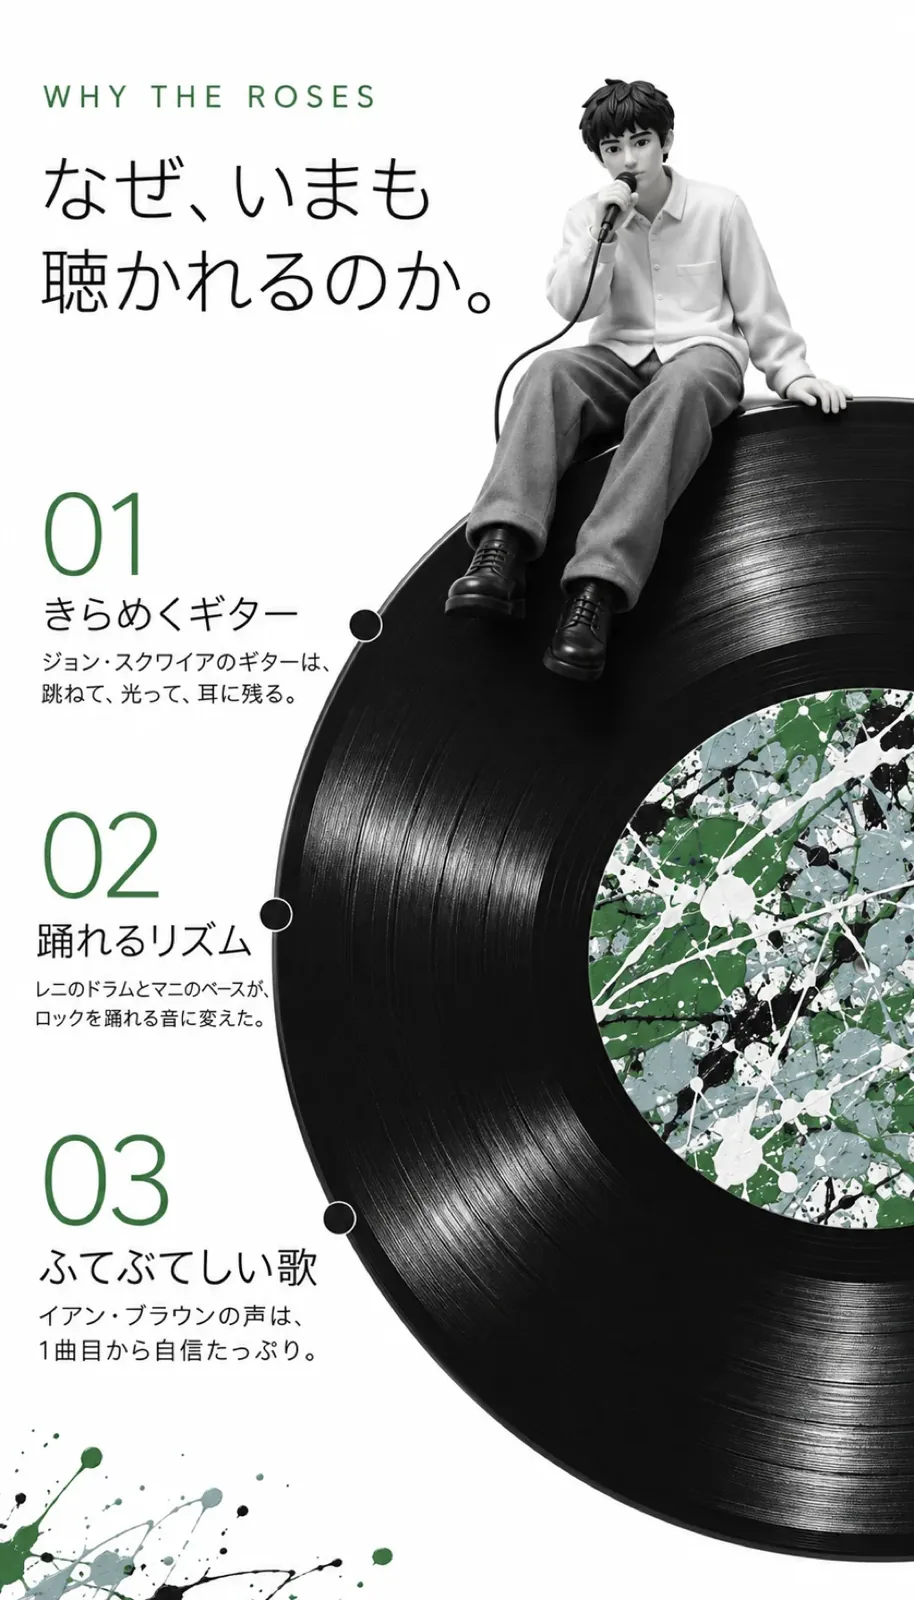 WHY THE ROSES
なぜ、いまも
聴かれるのか。
01
きらめくギター
ジョン・スクワイアのギターは、
跳ねて、光って、耳に残る。
02
踊れるリズム
レニのドラムとマニのベースが、
ロックを踊れる音に変えた。
03
ふてぶてしい歌
イアン・ブラウンの声は、
1曲目から自信たっぷり。